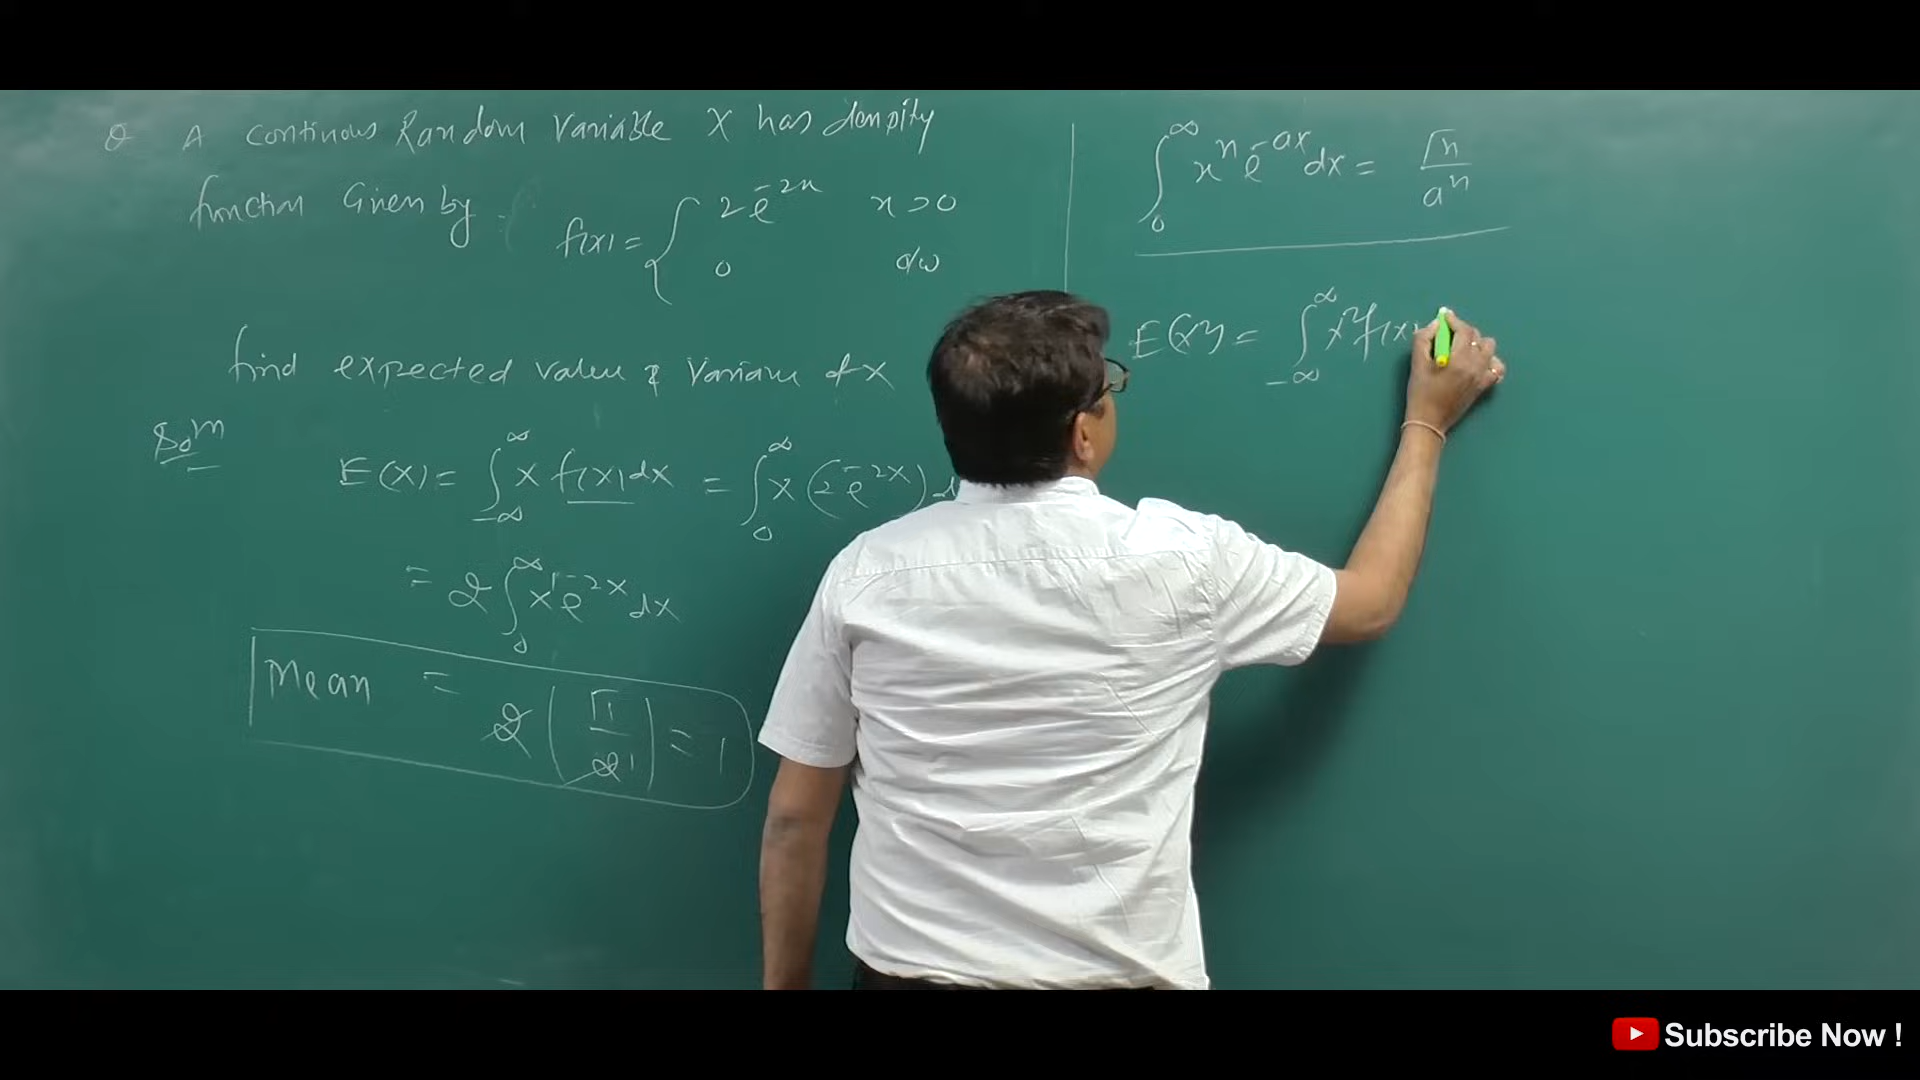 Q A continuous Random Variable X has density
function Given by
f(x) = { 2e^-2x x>0
0 o/w
find expected value & Variance of X
Soln
E(X) = ∫_-∞^∞ x f(x) dx = ∫_0^∞ x (2e^-2x) d
= 2 ∫_0^∞ x^1 e^-2x dx
Mean = 2 (Γ1 / 2^1) = 1
∫_0^∞ x^n e^-ax dx = Γn / a^n
E(X^2) = ∫_-∞^∞ x^2 f(x)
Subscribe Now !